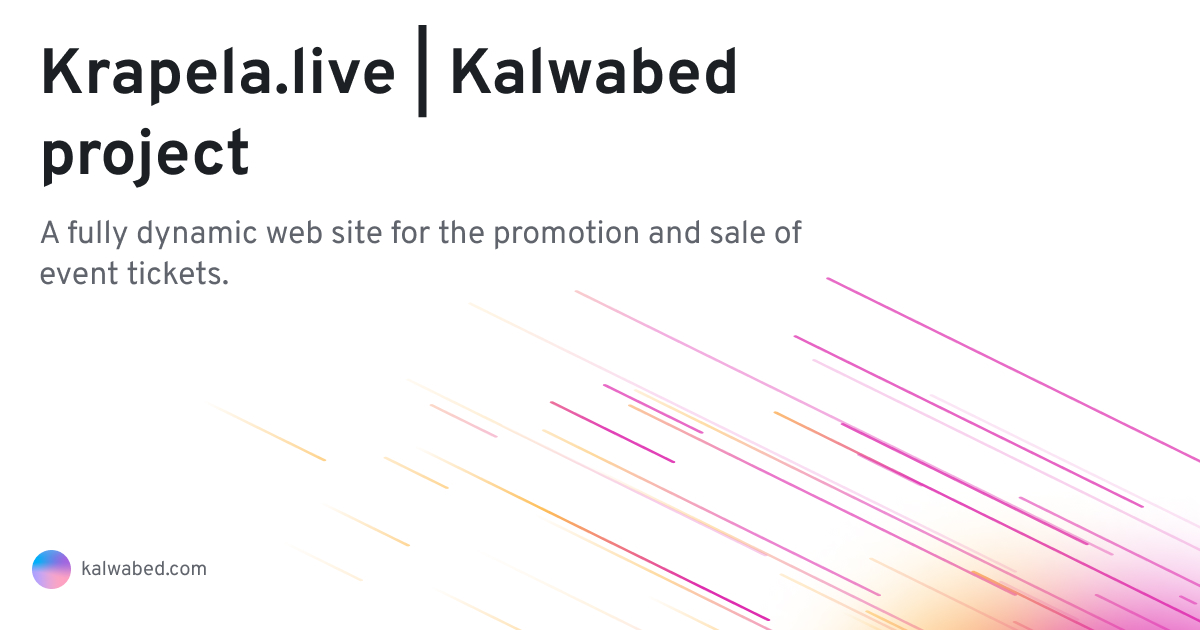 Krapela.live | Kalwabed
project
A fully dynamic web site for the promotion and sale of
event tickets.
kalwabed.com